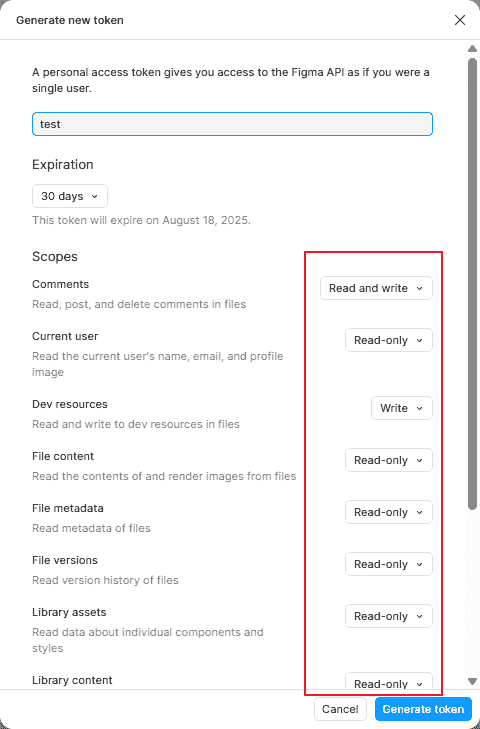 Generate new token
A personal access token gives you access to the Figma API as if you were a
single user.
test
Expiration
30 days
This token will expire on August 18, 2025.
Scopes
Comments
Read and write
Read, post, and delete comments in files
Current user
Read-only
Read the current user's name, email, and profile
image
Dev resources
Write
Read and write to dev resources in files
File content
Read-only
Read the contents of and render images from files
File metadata
Read-only
Read metadata of files
File versions
Read-only
Read version history of files
Library assets
Read-only
Read data about individual components and
styles
Library content
Read-only
Cancel
Generate token